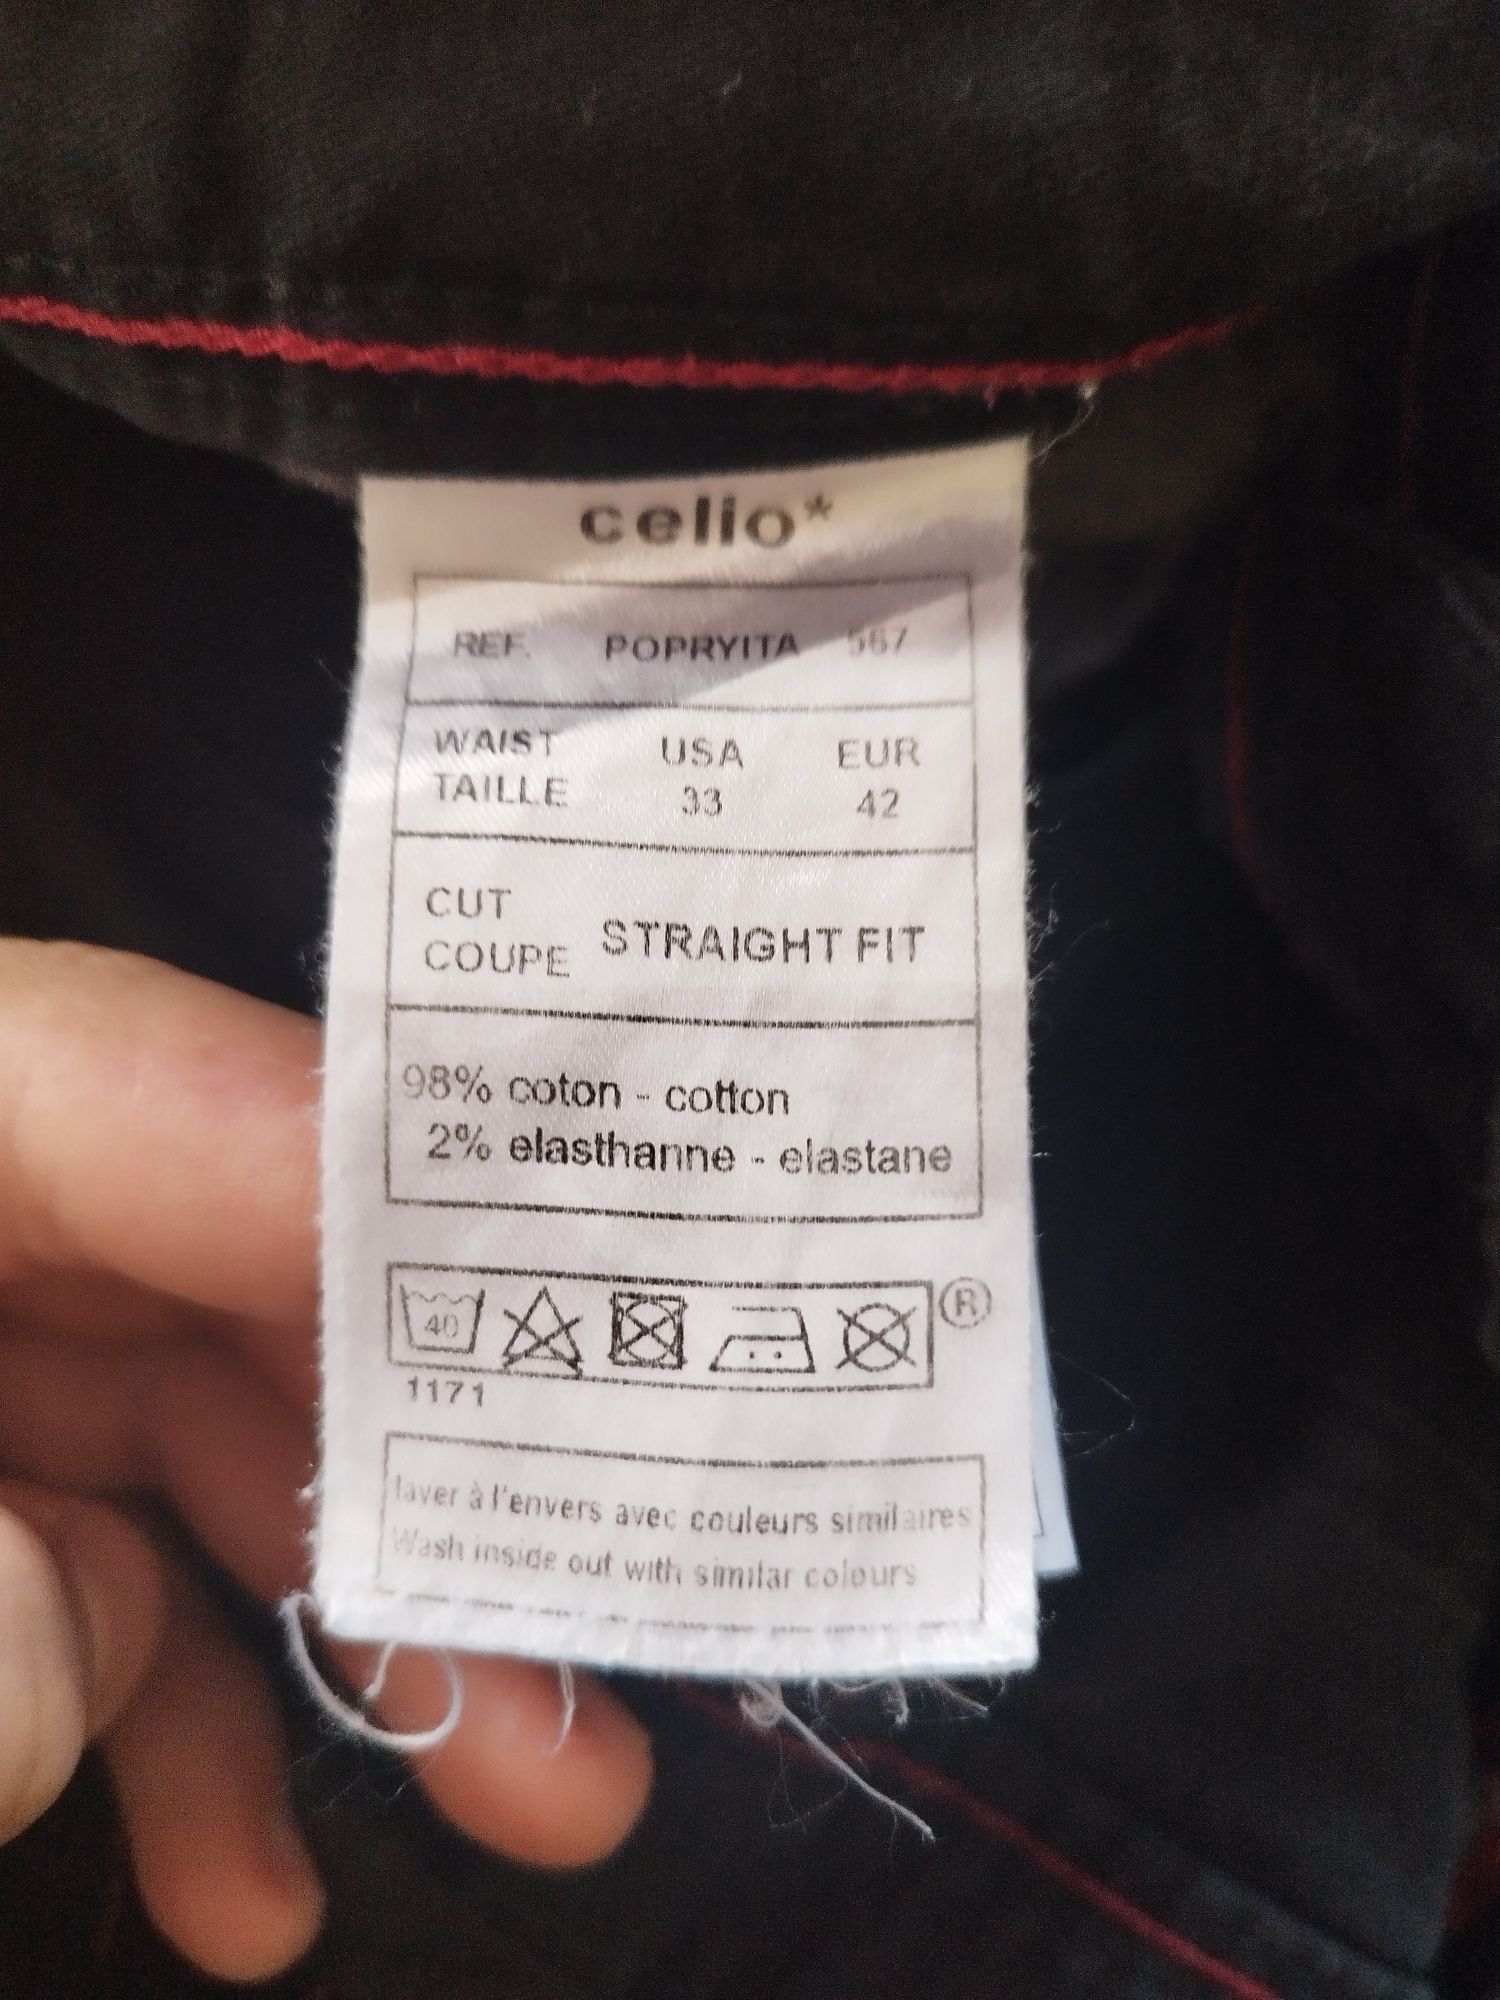 celio*
REF. POPRYITA 567
WAIST USA EUR
TAILLE 33 42
CUT
COUPE STRAIGHT FIT
98% coton - cotton
2% elasthanne - elastane
40
®
1171
laver à l'envers avec couleurs similaires
Wash inside out with similar colours